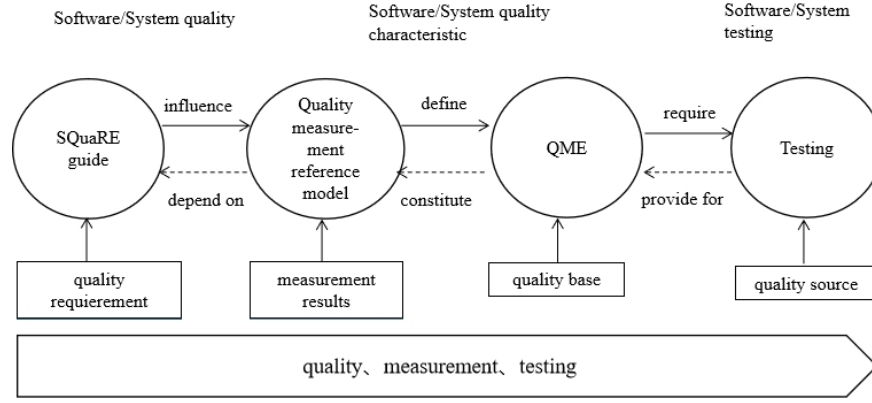 Software/System quality
Software/System quality
characteristic
Software/System
testing
SQuaRE
guide
influence
depend on
Quality
measure-
ment
reference
model
define
constitute
QME
require
provide for
Testing
quality
requierement
measurement
results
quality base
quality source
quality、measurement、testing